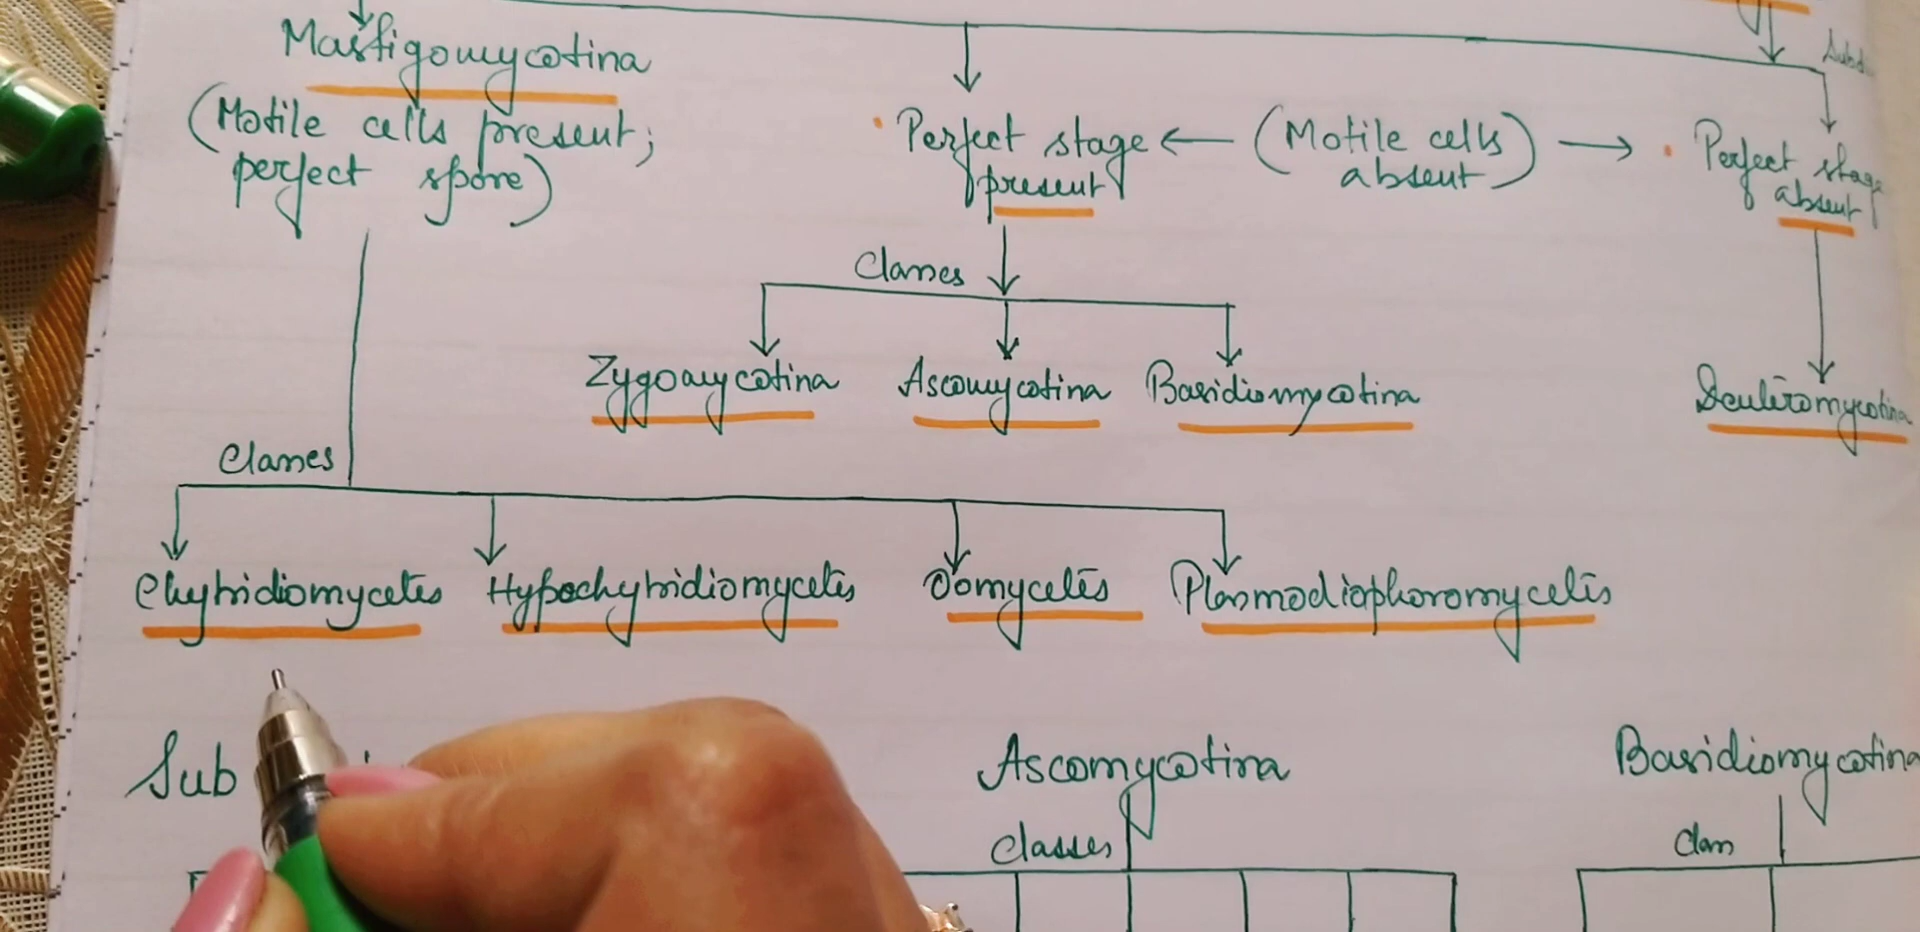 Mastigomycotina
(Motile cells present;
perfect spore)
Perfect stage
present
(Motile cells
absent)
Perfect stage
absent
Classes
Zygomycotina
Ascomycotina
Basidiomycotina
Deuteromycotina
Classes
Chytridiomycetes
Hyphochytridiomycetes
Oomycetes
Plasmodiophoromycetes
Sub
Ascomycotina
Basidiomycotina
Classes
Class